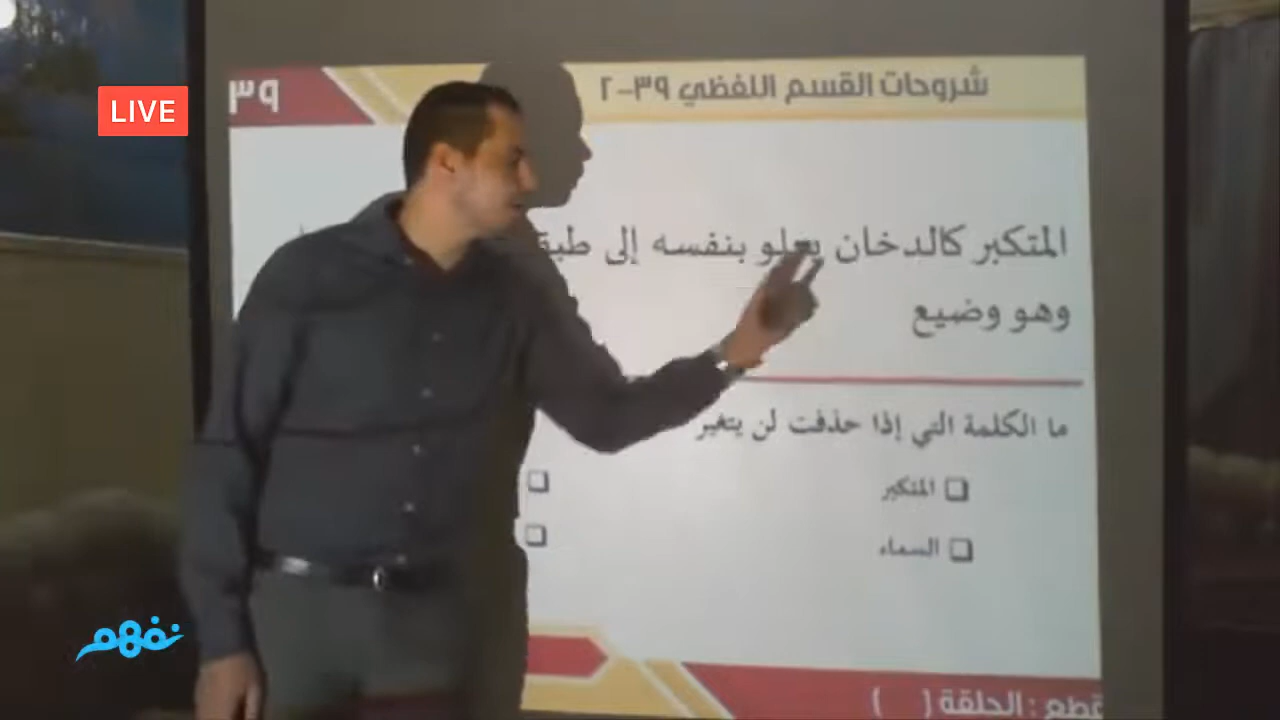 LIVE
شروحات القسم اللفظي ٣٩-٢
٣٩
المتكبر كالدخان يعلو بنفسه إلى
وهو وضيع
ما الكلمة التي إذا حذفت لن يتغير
المتكبر
السماء
قطع : الحلقة ( )
نفهم